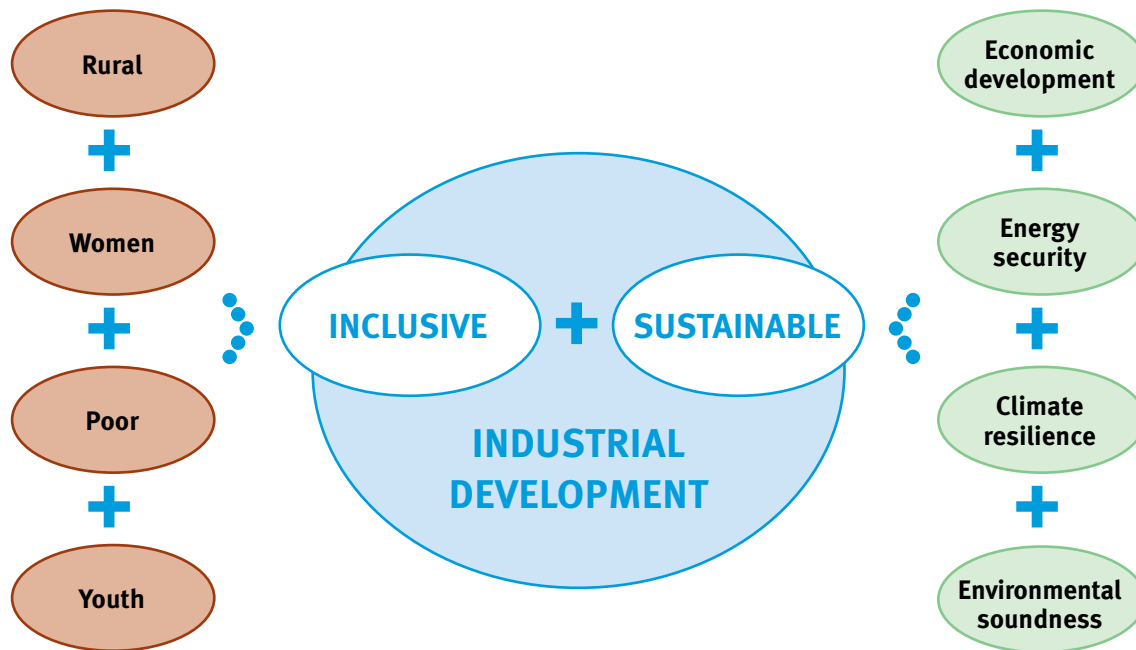 Rural
Women
Poor
Youth
INCLUSIVE
SUSTAINABLE
INDUSTRIAL
DEVELOPMENT
Economic
development
Energy
security
Climate
resilience
Environmental
soundness